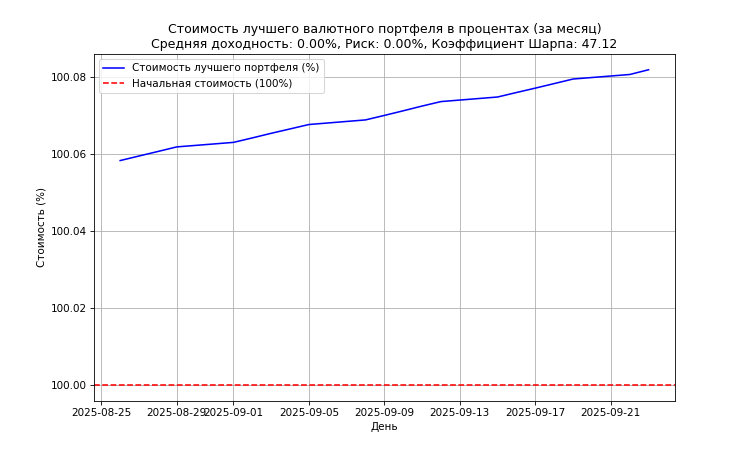 Стоимость лучшего валютного портфеля в процентах (за месяц)
Средняя доходность: 0.00%, Риск: 0.00%, Коэффициент Шарпа: 47.12
Стоимость лучшего портфеля (%)
Начальная стоимость (100%)
Стоимость (%)
100.08
100.06
100.04
100.02
100.00
2025-08-25 2025-08-29 2025-09-01 2025-09-05 2025-09-09 2025-09-13 2025-09-17 2025-09-21
День